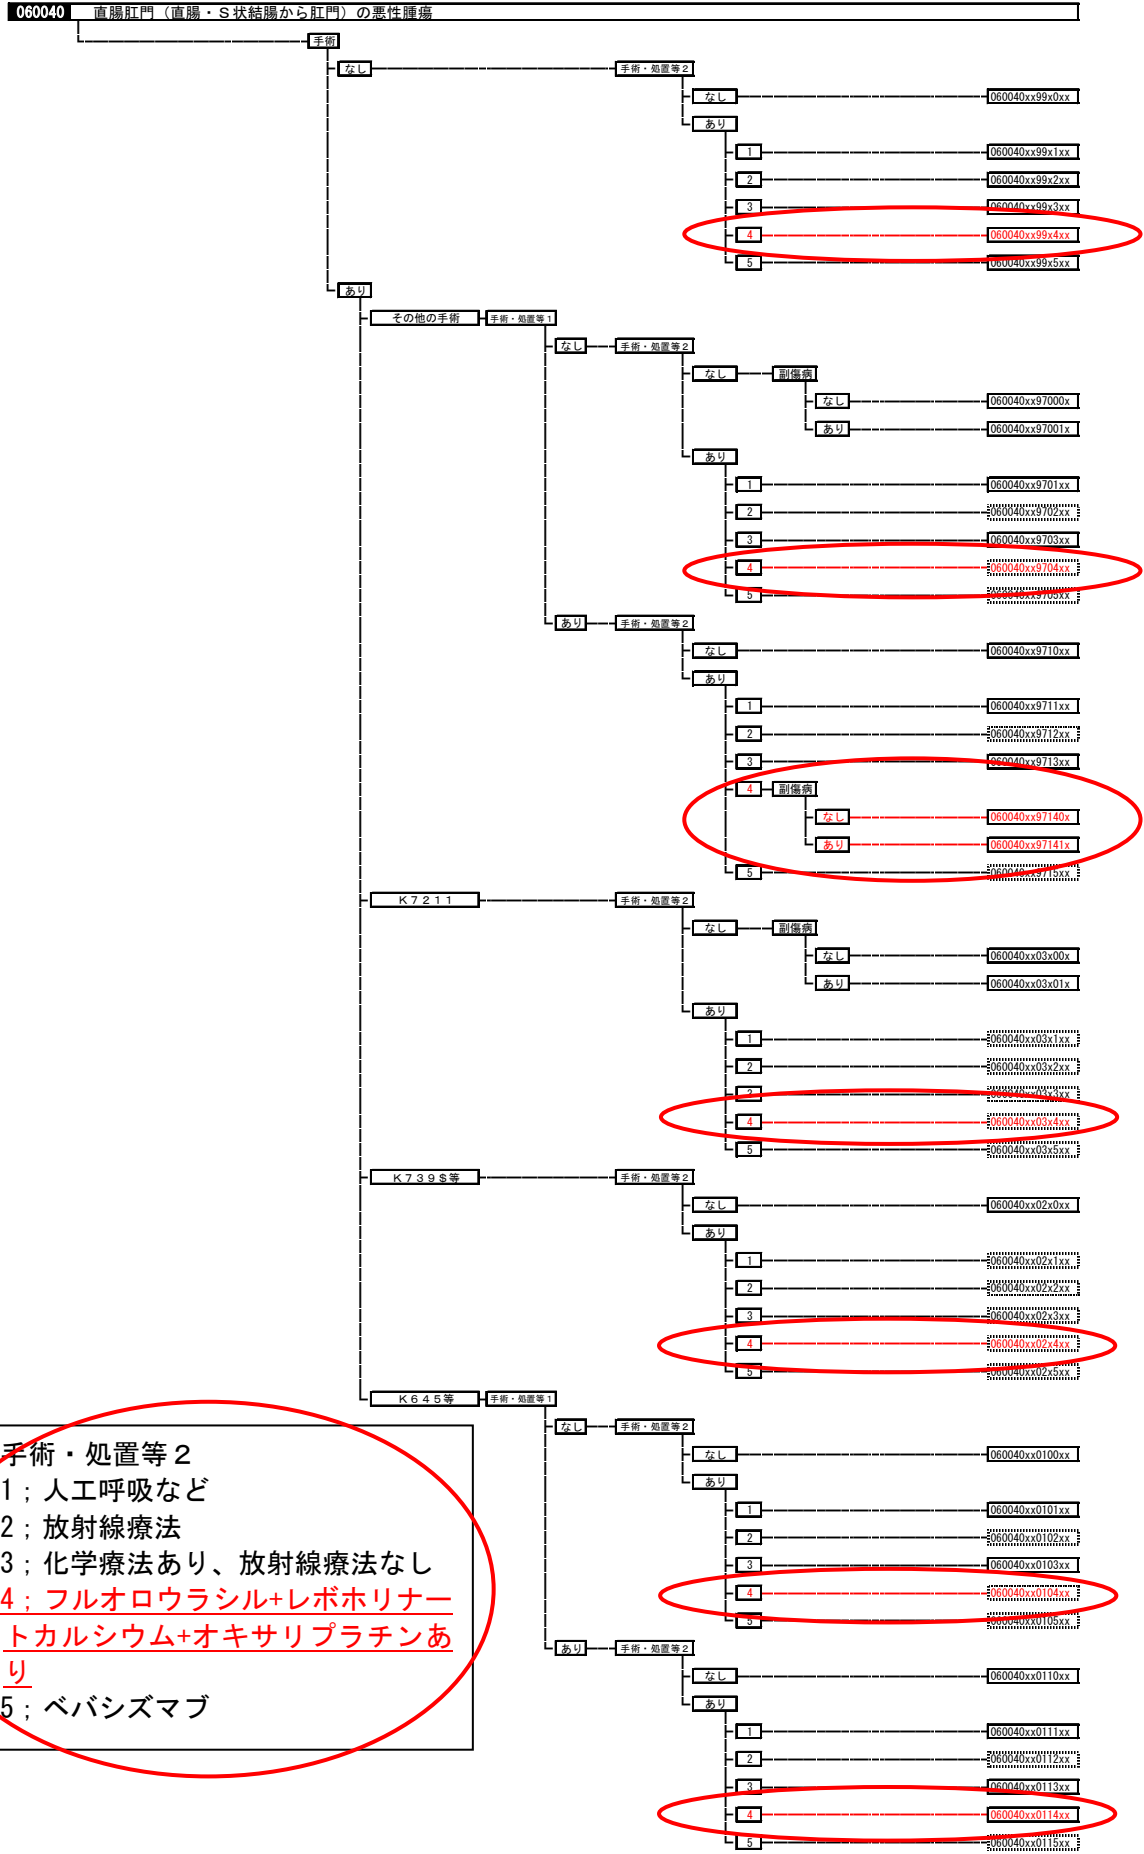 060040 直腸肛門（直腸・Ｓ状結腸から肛門）の悪性腫瘍
手術
なし 手術・処置等２
なし 060040xx99x0xx
あり
1 060040xx99x1xx
2 060040xx99x2xx
3 060040xx99x3xx
4 060040xx99x4xx
5 060040xx99x5xx
あり
その他の手術 手術・処置等１
なし 手術・処置等２
なし 副傷病
なし 060040xx97000x
あり 060040xx97001x
あり
1 060040xx9701xx
2 060040xx9702xx
3 060040xx9703xx
4 060040xx9704xx
5 060040xx9705xx
あり 手術・処置等２
なし 060040xx9710xx
あり
1 060040xx9711xx
2 060040xx9712xx
3 060040xx9713xx
4 副傷病
なし 060040xx97140x
あり 060040xx97141x
5 060040xx9715xx
Ｋ７２１１ 手術・処置等２
なし 副傷病
なし 060040xx03x00x
あり 060040xx03x01x
あり
1 060040xx03x1xx
2 060040xx03x2xx
3 060040xx03x3xx
4 060040xx03x4xx
5 060040xx03x5xx
Ｋ７３９＄等 手術・処置等２
なし 060040xx02x0xx
あり
1 060040xx02x1xx
2 060040xx02x2xx
3 060040xx02x3xx
4 060040xx02x4xx
5 060040xx02x5xx
Ｋ６４５等 手術・処置等１
なし 手術・処置等２
なし 060040xx0100xx
あり
1 060040xx0101xx
2 060040xx0102xx
3 060040xx0103xx
4 060040xx0104xx
5 060040xx0105xx
あり 手術・処置等２
なし 060040xx0110xx
あり
1 060040xx0111xx
2 060040xx0112xx
3 060040xx0113xx
4 060040xx0114xx
5 060040xx0115xx
手術・処置等２
1；人工呼吸など
2；放射線療法
3；化学療法あり、放射線療法なし
4；フルオロウラシル+レボホリナー
トカルシウム+オキサリプラチンあ
り
5；ベバシズマブ